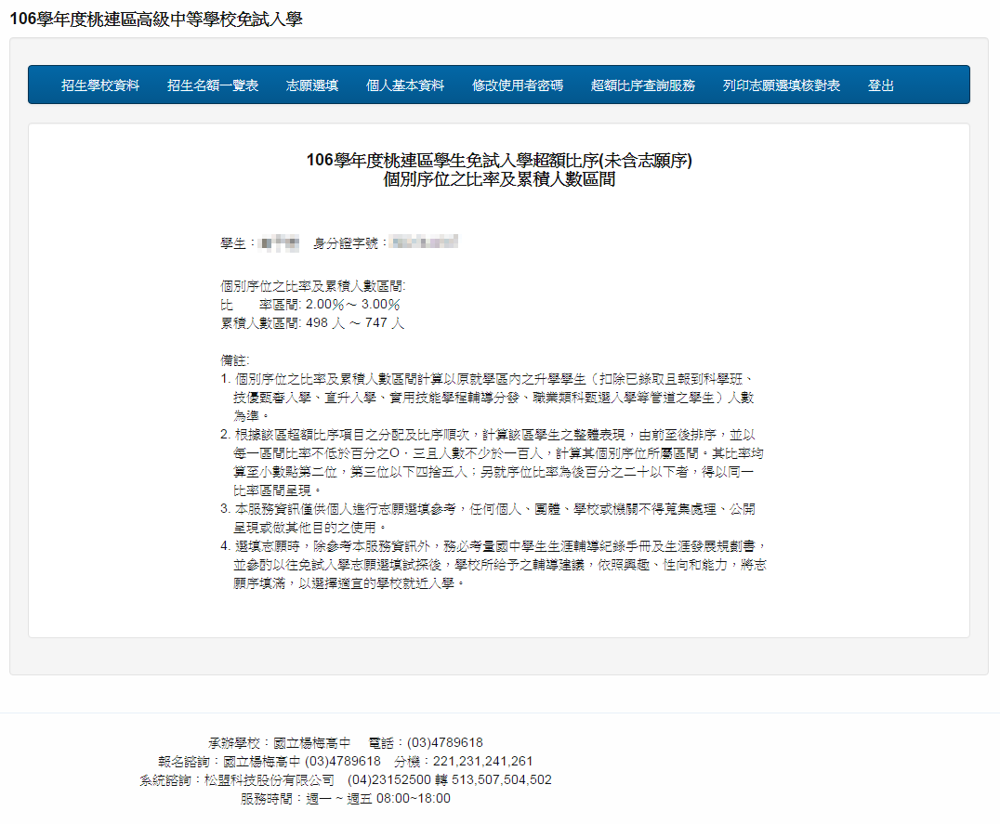 106學年度桃連區高級中等學校免試入學
招生學校資料 招生名額一覽表 志願選填 個人基本資料 修改使用者密碼 超額比序查詢服務 列印志願選填核對表 登出
106學年度桃連區學生免試入學超額比序(未含志願序)
個別序位之比率及累積人數區間
學生： 身分證字號：
個別序位之比率及累積人數區間:
比　　率區間: 2.00%～ 3.00%
累積人數區間: 498 人 ～ 747 人
備註:
1. 個別序位之比率及累積人數區間計算以原就學區內之升學學生（扣除已錄取且報到科學班、
技優甄審入學、直升入學、實用技能學程輔導分發、職業類科甄選入學等管道之學生）人數
為準。
2. 根據該區超額比序項目之分配及比序順次，計算該區學生之整體表現，由前至後排序，並以
每一區間比率不低於百分之O．三且人數不少於一百人，計算其個別序位所屬區間。其比率均
算至小數點第二位，第三位以下四捨五入；另就序位比率為後百分之二十以下者，得以同一
比率區間呈現。
3. 本服務資訊僅供個人進行志願選填參考，任何個人、團體、學校或機關不得蒐集處理、公開
呈現或做其他目的之使用。
4. 選填志願時，除參考本服務資訊外，務必考量國中學生生涯輔導紀錄手冊及生涯發展規劃書，
並參酌以往免試入學志願選填試探後，學校所給予之輔導建議，依照興趣、性向和能力，將志
願序填滿，以選擇適宜的學校就近入學。
承辦學校：國立楊梅高中 電話：(03)4789618
報名諮詢：國立楊梅高中 (03)4789618 分機：221,231,241,261
系統諮詢：松盟科技股份有限公司 (04)23152500 轉 513,507,504,502
服務時間：週一 ~ 週五 08:00~18:00